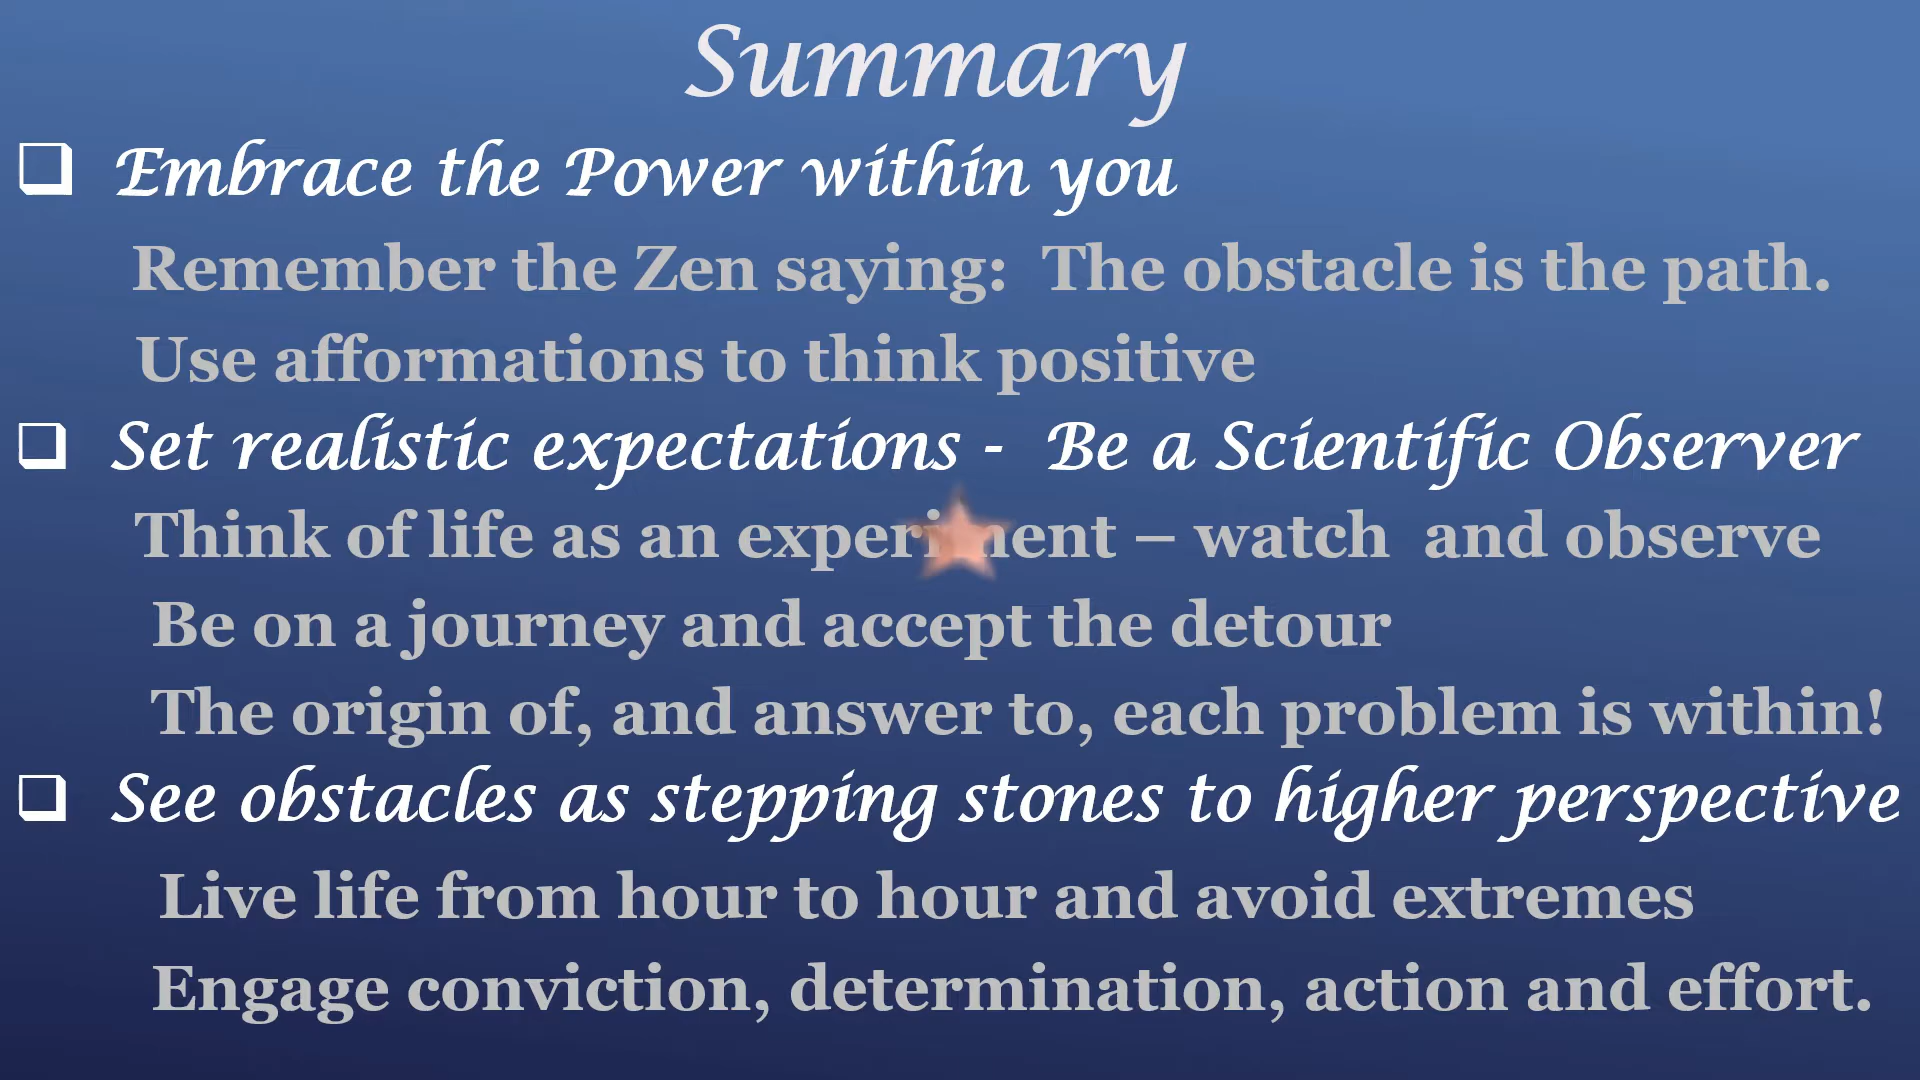 Summary
❑ Embrace the Power within you
Remember the Zen saying: The obstacle is the path.
Use afformations to think positive
❑ Set realistic expectations - Be a Scientific Observer
Think of life as an experiment – watch and observe
Be on a journey and accept the detour
The origin of, and answer to, each problem is within!
❑ See obstacles as stepping stones to higher perspective
Live life from hour to hour and avoid extremes
Engage conviction, determination, action and effort.